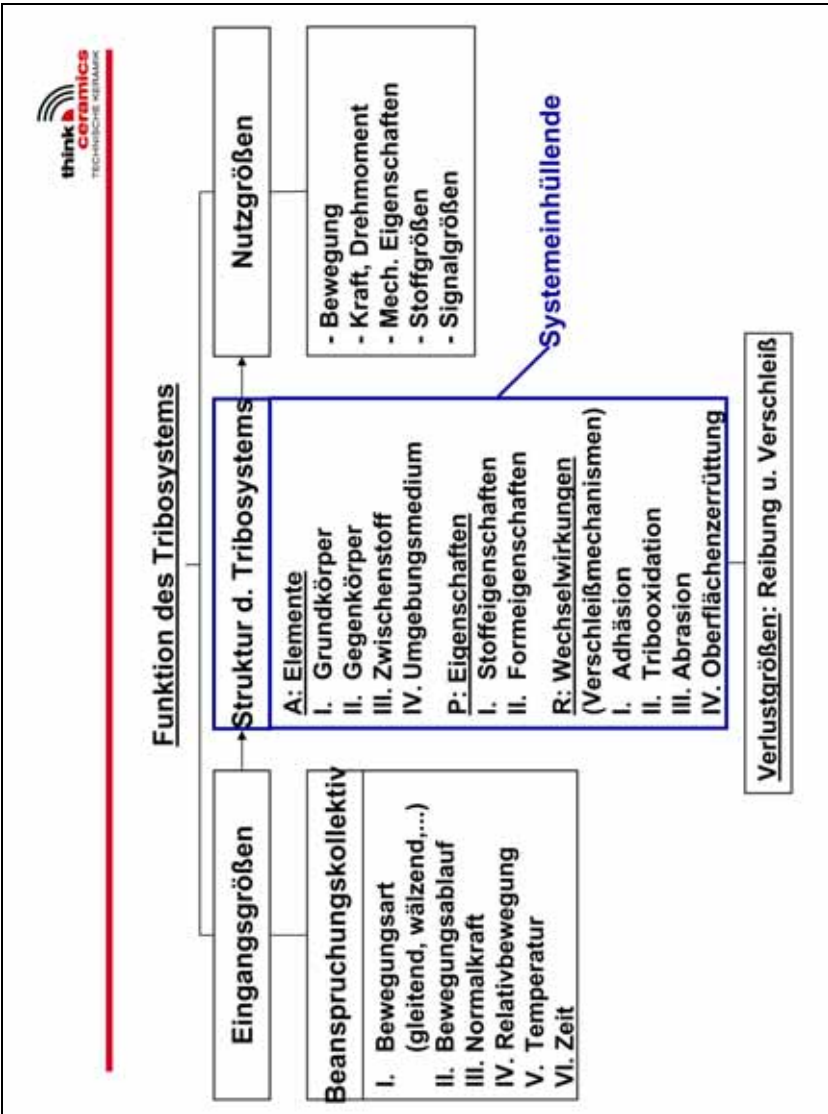 think
ceramics
TECHNISCHE KERAMIK
Funktion des Tribosystems
Eingangsgrößen
Beanspruchungskollektiv
I. Bewegungsart
(gleitend, wälzend,...)
II. Bewegungsablauf
III. Normalkraft
IV. Relativbewegung
V. Temperatur
VI. Zeit
Struktur d. Tribosystems
A: Elemente
I. Grundkörper
II. Gegenkörper
III. Zwischenstoff
IV. Umgebungsmedium
P: Eigenschaften
I. Stoffeigenschaften
II. Formeigenschaften
R: Wechselwirkungen
(Verschleißmechanismen)
I. Adhäsion
II. Tribooxidation
III. Abrasion
IV. Oberflächenzerrüttung
Nutzgrößen
- Bewegung
- Kraft, Drehmoment
- Mech. Eigenschaften
- Stoffgrößen
- Signalgrößen
Systemeinhüllende
Verlustgrößen: Reibung u. Verschleiß